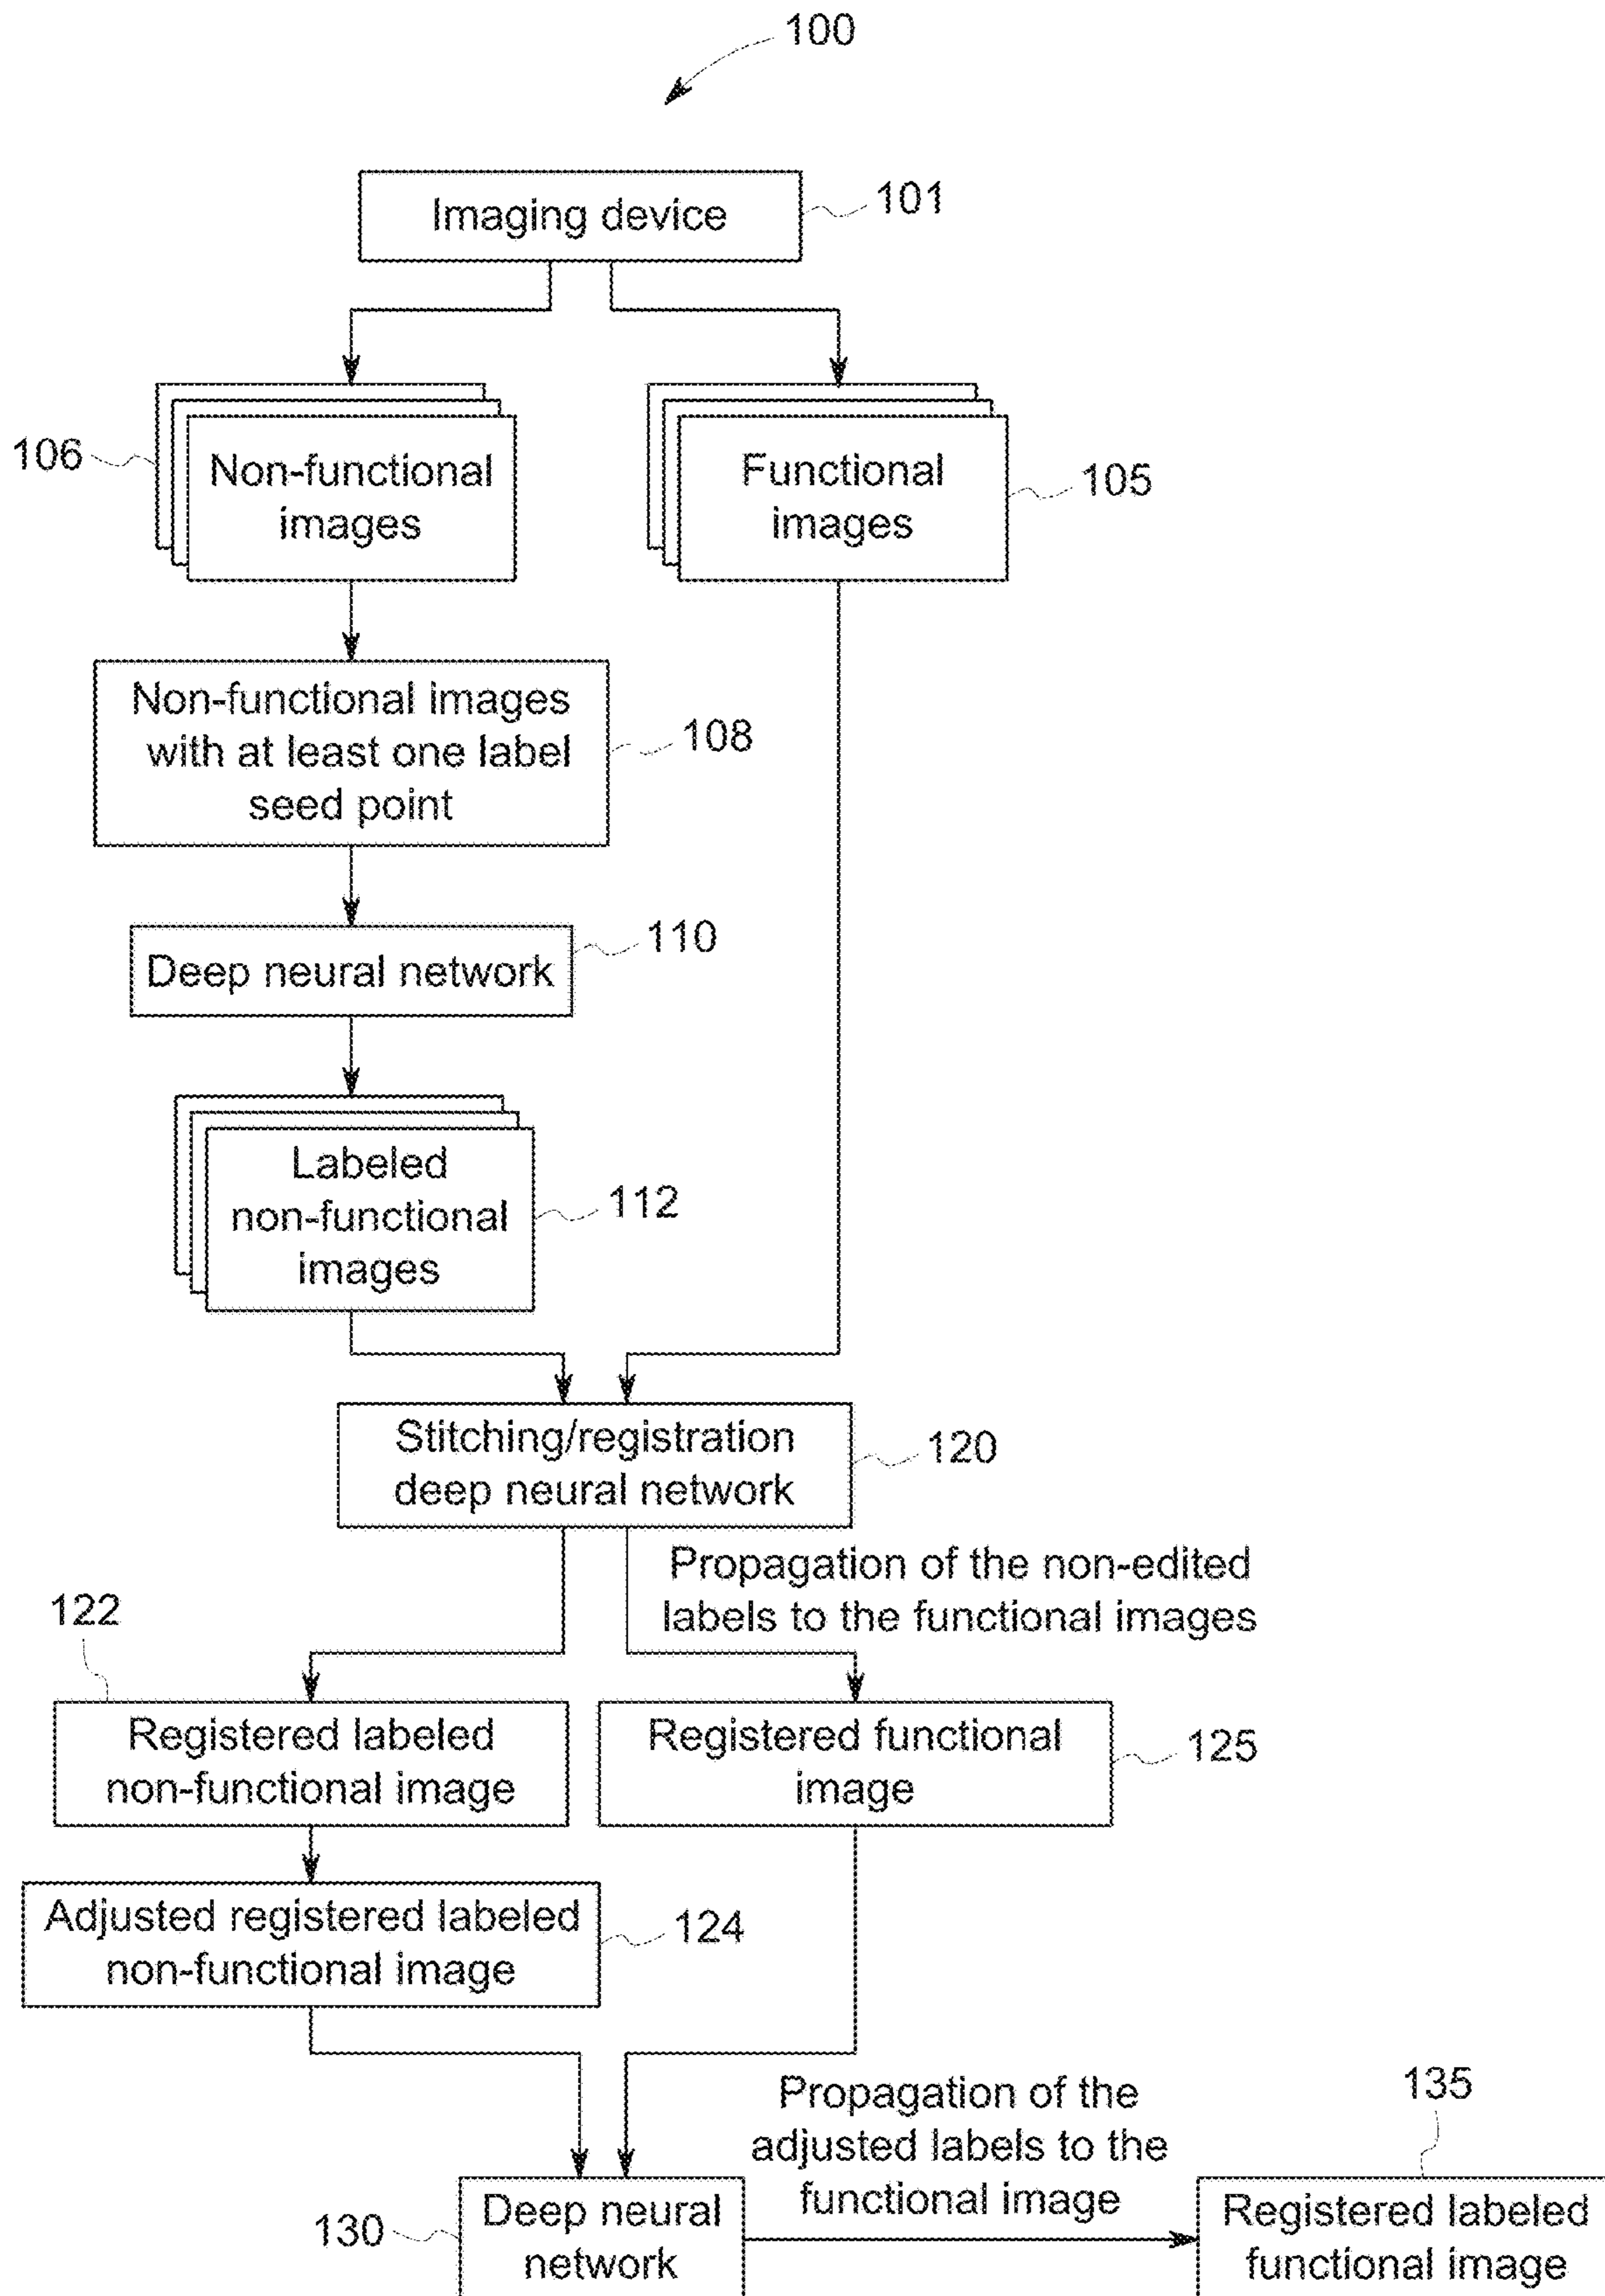 100
Imaging device
101
106
Non-functional
images
Functional
images
105
Non-functional images
with at least one label
seed point
108
110
Deep neural network
Labeled
non-functional
images
112
Stitching/registration
deep neural network
120
Propagation of the non-edited
labels to the functional images
122
Registered labeled
non-functional image
Registered functional
image
125
Adjusted registered labeled
non-functional image
124
Propagation of the
adjusted labels to the
functional image
135
130
Deep neural
network
Registered labeled
functional image